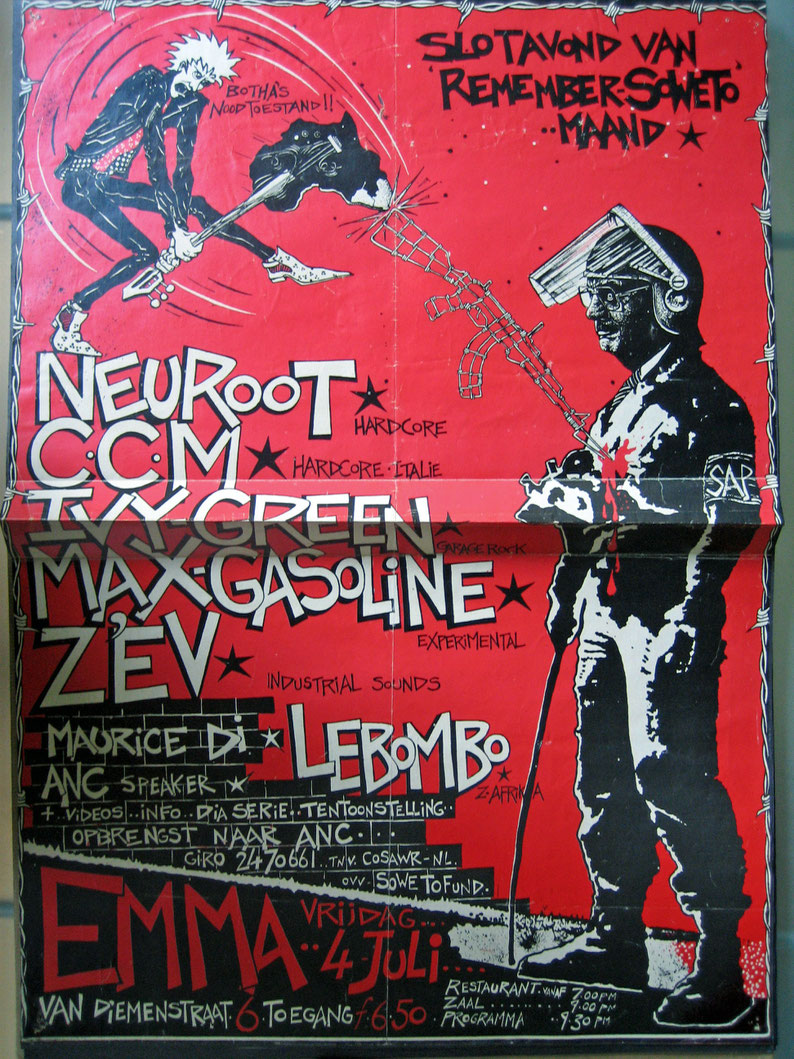 SLOTAVOND VAN
'REMEMBER-SOWETO'
..MAAND ★
BOTHA'S
NOODTOESTAND!!
NEUROOT ★
HARDCORE
C·C·M ★
HARDCORE·ITALIE
IVY-GREEN ★
GARAGE ROCK
MAX-GASOLINE ★
EXPERIMENTAL
Z'EV ★
INDUSTRIAL SOUNDS
SAP
MAURICE Di ★ LEBOMBO ★
Z·AFRIKA
ANC SPEAKER ★
+ VIDEOS!..INFO..DIA SERIE..TENTOONSTELLING..
OPBRENGST NAAR ANC...
GIRO 2470661..TNV. COSAWR-NL.
OVV. SOWETOFUND.
EMMA VRIJDAG...
..4-JULI....
VAN DIEMENSTRAAT.6.TOEGANG f.6.50
RESTAURANT. VANAF 7.00 PM
ZAAL......... 9.00 PM
PROGRAMMA ..9.30 PM